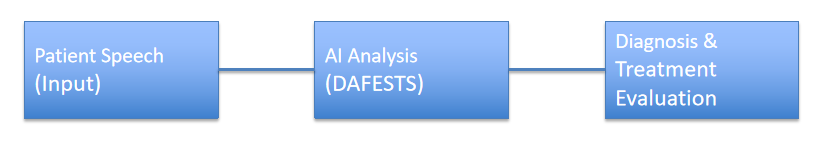 Patient Speech
(Input)
AI Analysis
(DAFESTS)
Diagnosis &
Treatment
Evaluation